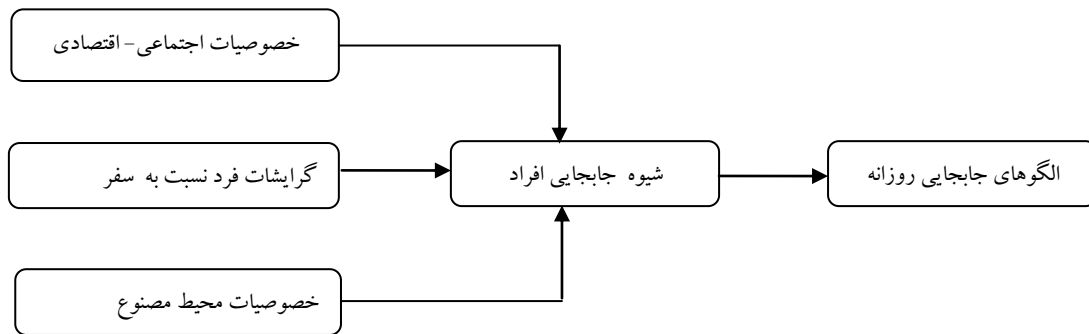 خصوصیات اجتماعی - اقتصادی
گرایشات فرد نسبت به سفر
شیوه جابجایی افراد
الگوهای جابجایی روزانه
خصوصیات محیط مصنوع